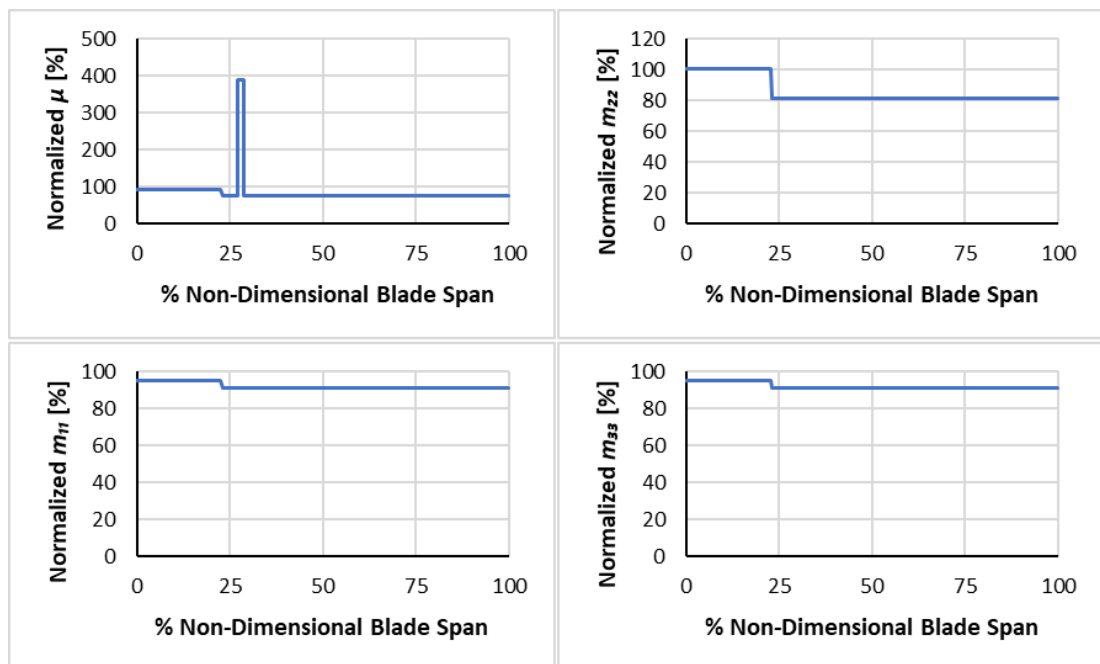 Normalized μ [%]
500
400
300
200
100
0
0 25 50 75 100
% Non-Dimensional Blade Span
Normalized m22 [%]
120
100
80
60
40
20
0
0 25 50 75 100
% Non-Dimensional Blade Span
Normalized m11 [%]
100
80
60
40
20
0
0 25 50 75 100
% Non-Dimensional Blade Span
Normalized m33 [%]
100
80
60
40
20
0
0 25 50 75 100
% Non-Dimensional Blade Span